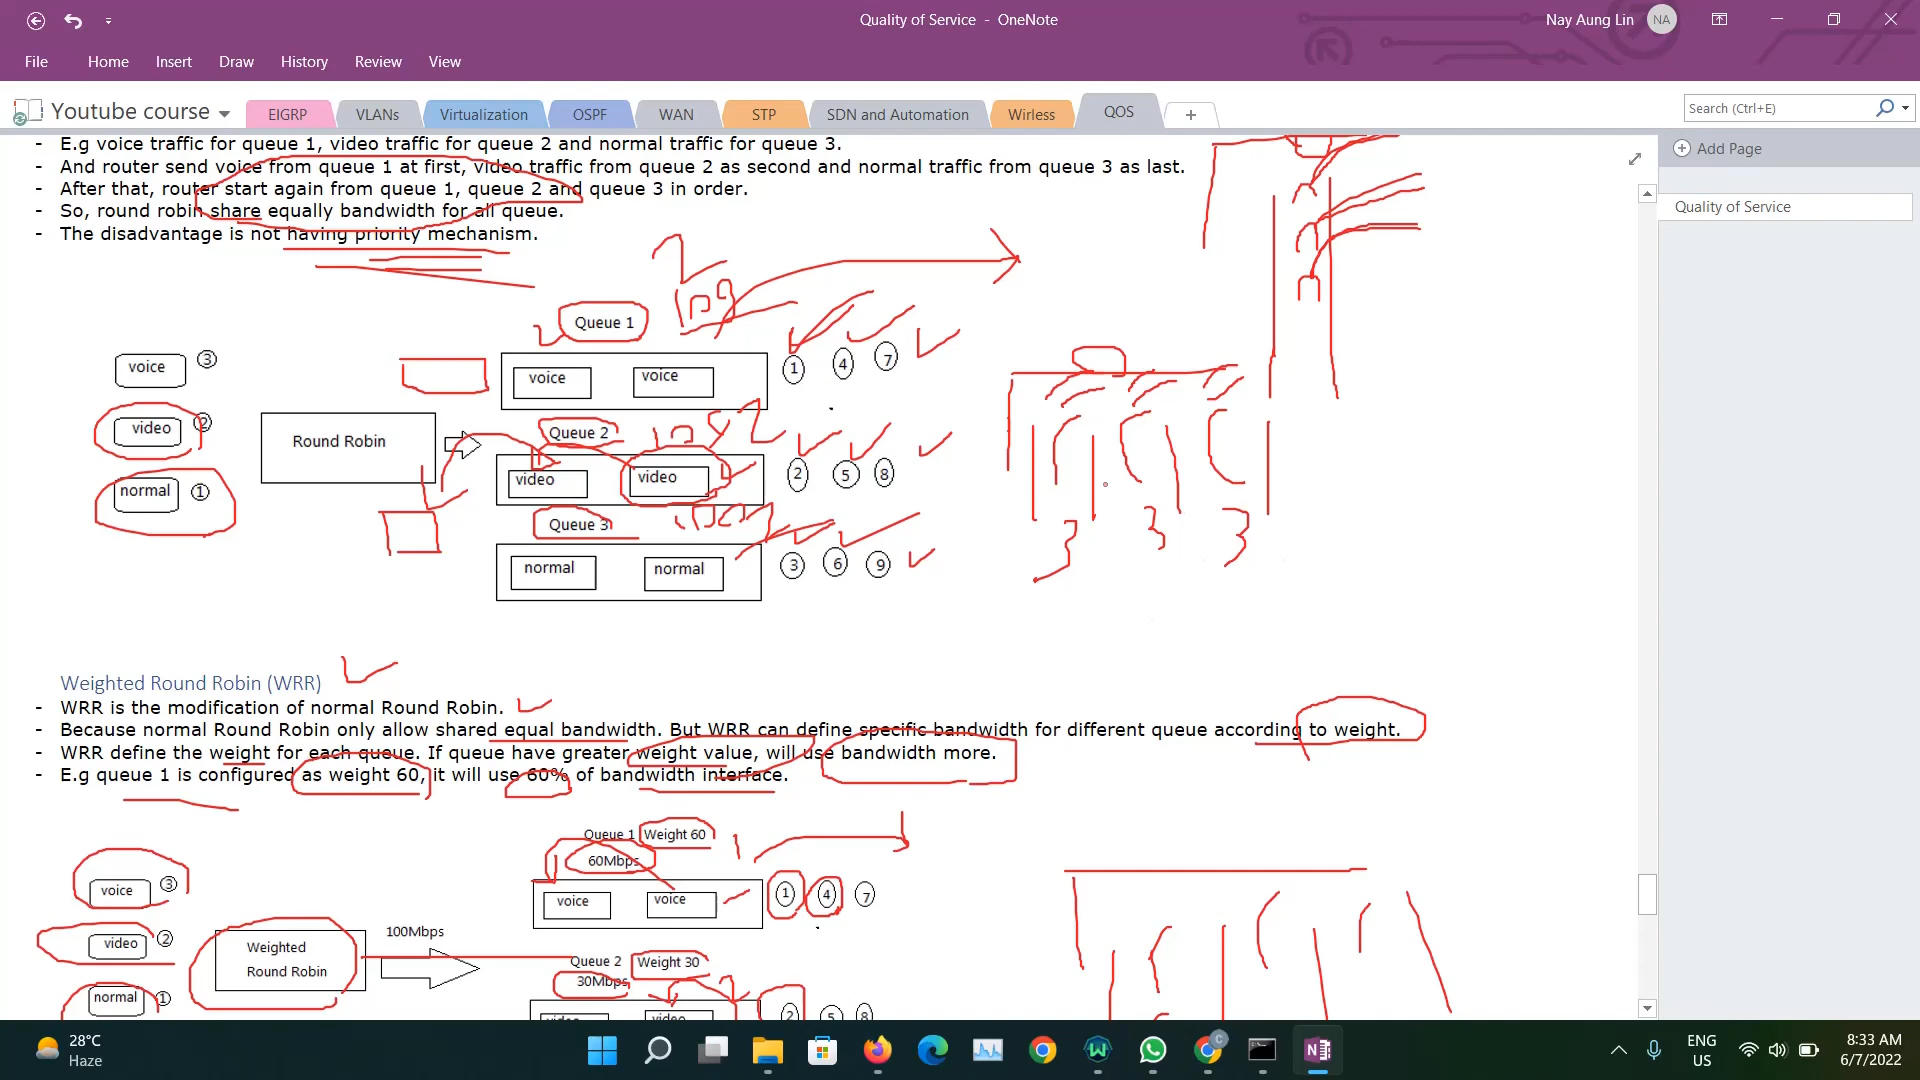 Quality of Service - OneNote
Nay Aung Lin NA
File Home Insert Draw History Review View
Youtube course EIGRP VLANs Virtualization OSPF WAN STP SDN and Automation Wirless QOS +
Search (Ctrl+E)
Add Page
Quality of Service
- E.g voice traffic for queue 1, video traffic for queue 2 and normal traffic for queue 3.
- And router send voice from queue 1 at first, video traffic from queue 2 as second and normal traffic from queue 3 as last.
- After that, router start again from queue 1, queue 2 and queue 3 in order.
- So, round robin share equally bandwidth for all queue.
- The disadvantage is not having priority mechanism.
Queue 1
voice 3
voice voice 1 4 7
video 2
Queue 2
Round Robin
video video 2 5 8
normal 1
Queue 3
normal normal 3 6 9
3 3 3
Weighted Round Robin (WRR)
- WRR is the modification of normal Round Robin.
- Because normal Round Robin only allow shared equal bandwidth. But WRR can define specific bandwidth for different queue according to weight.
- WRR define the weight for each queue. If queue have greater weight value, will use bandwidth more.
- E.g queue 1 is configured as weight 60, it will use 60% of bandwidth interface.
Queue 1 Weight 60
60Mbps
voice 3
voice voice 1 4 7
100Mbps
video 2
Weighted
Round Robin
Queue 2 Weight 30
30Mbps
normal 1
video video 2 5 8
28°C
Haze
ENG
US
8:33 AM
6/7/2022